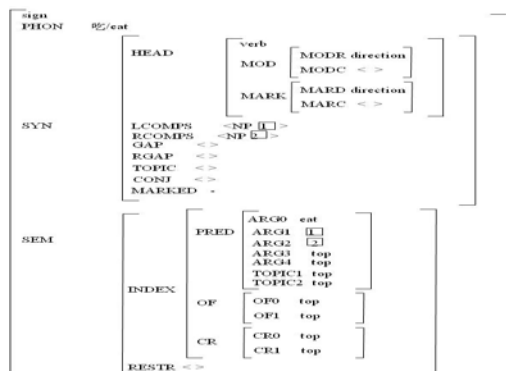 sign
PHON 吃/eat
HEAD verb
MOD MODR direction
MODC < >
MARK MARD direction
MARC < >
SYN LCOMPS <NP 1 >
RCOMPS <NP 2 >
GAP < >
RGAP < >
TOPIC < >
CONJ < >
MARKED -
SEM INDEX PRED ARG0 eat
ARG1 1
ARG2 2
ARG3 top
ARG4 top
TOPIC1 top
TOPIC2 top
OF OF0 top
OF1 top
CR CR0 top
CR1 top
RESTR < >